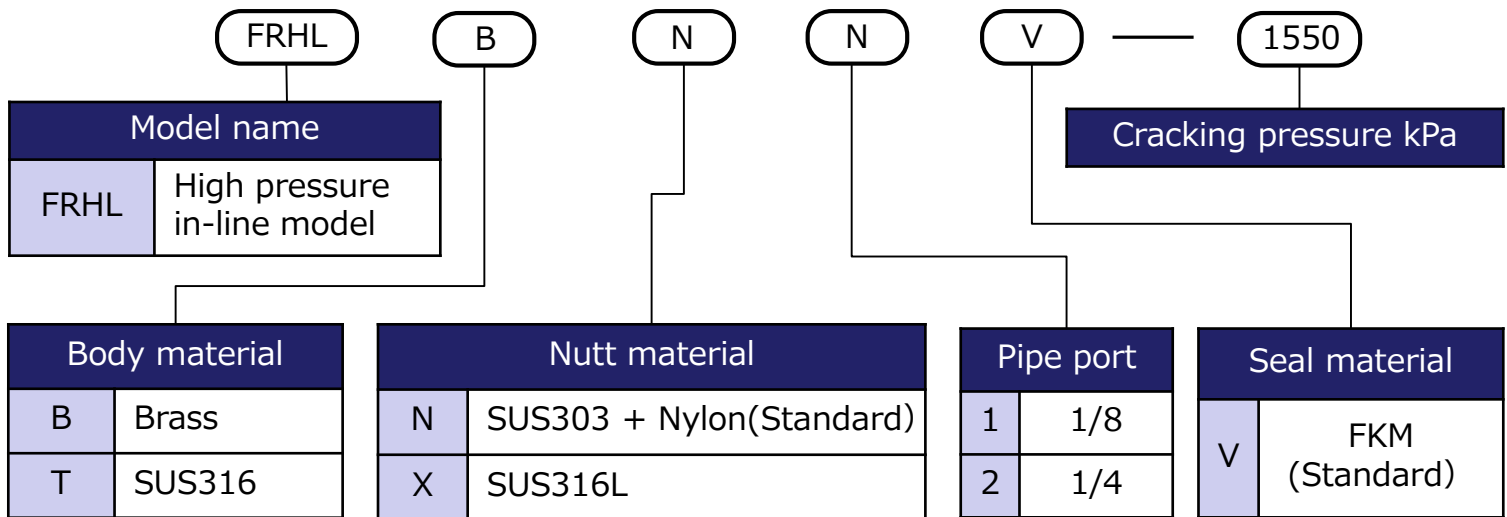 FRHL B N N V — 1550
Model name
FRHL High pressure
in-line model
Cracking pressure kPa
Body material
B Brass
T SUS316
Nutt material
N SUS303 + Nylon(Standard)
X SUS316L
Pipe port
1 1/8
2 1/4
Seal material
V FKM
(Standard)